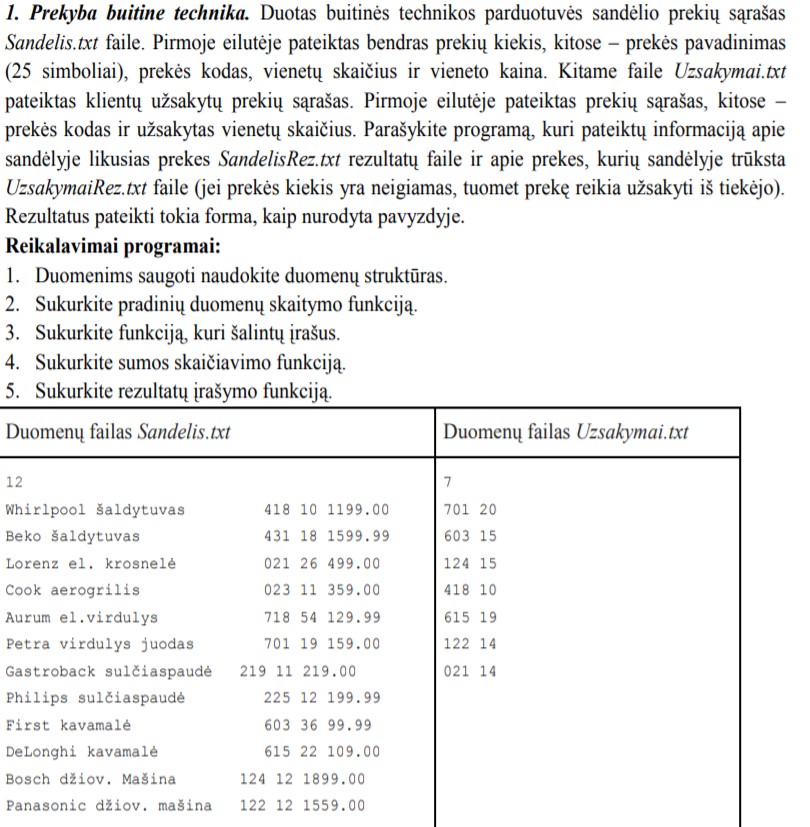 1. Prekyba buitine technika. Duotas buitinės technikos parduotuvės sandėlio prekių sąrašas
Sandelis.txt faile. Pirmoje eilutėje pateiktas bendras prekių kiekis, kitose – prekės pavadinimas
(25 simboliai), prekės kodas, vienetų skaičius ir vieneto kaina. Kitame faile Uzsakymai.txt
pateiktas klientų užsakytų prekių sąrašas. Pirmoje eilutėje pateiktas prekių sąrašas, kitose –
prekės kodas ir užsakytas vienetų skaičius. Parašykite programą, kuri pateiktų informaciją apie
sandėlyje likusias prekes SandelisRez.txt rezultatų faile ir apie prekes, kurių sandėlyje trūksta
UzsakymaiRez.txt faile (jei prekės kiekis yra neigiamas, tuomet prekę reikia užsakyti iš tiekėjo).
Rezultatus pateikti tokia forma, kaip nurodyta pavyzdyje.
Reikalavimai programai:
1. Duomenims saugoti naudokite duomenų struktūras.
2. Sukurkite pradinių duomenų skaitymo funkciją.
3. Sukurkite funkciją, kuri šalintų įrašus.
4. Sukurkite sumos skaičiavimo funkciją.
5. Sukurkite rezultatų įrašymo funkciją.
Duomenų failas Sandelis.txt
12
Whirlpool šaldytuvas 418 10 1199.00
Beko šaldytuvas 431 18 1599.99
Lorenz el. krosnelė 021 26 499.00
Cook aerogrilis 023 11 359.00
Aurum el.virdulys 718 54 129.99
Petra virdulys juodas 701 19 159.00
Gastroback sulčiaspaudė 219 11 219.00
Philips sulčiaspaudė 225 12 199.99
First kavamalė 603 36 99.99
DeLonghi kavamalė 615 22 109.00
Bosch džiov. Mašina 124 12 1899.00
Panasonic džiov. mašina 122 12 1559.00
Duomenų failas Uzsakymai.txt
7
701 20
603 15
124 15
418 10
615 19
122 14
021 14